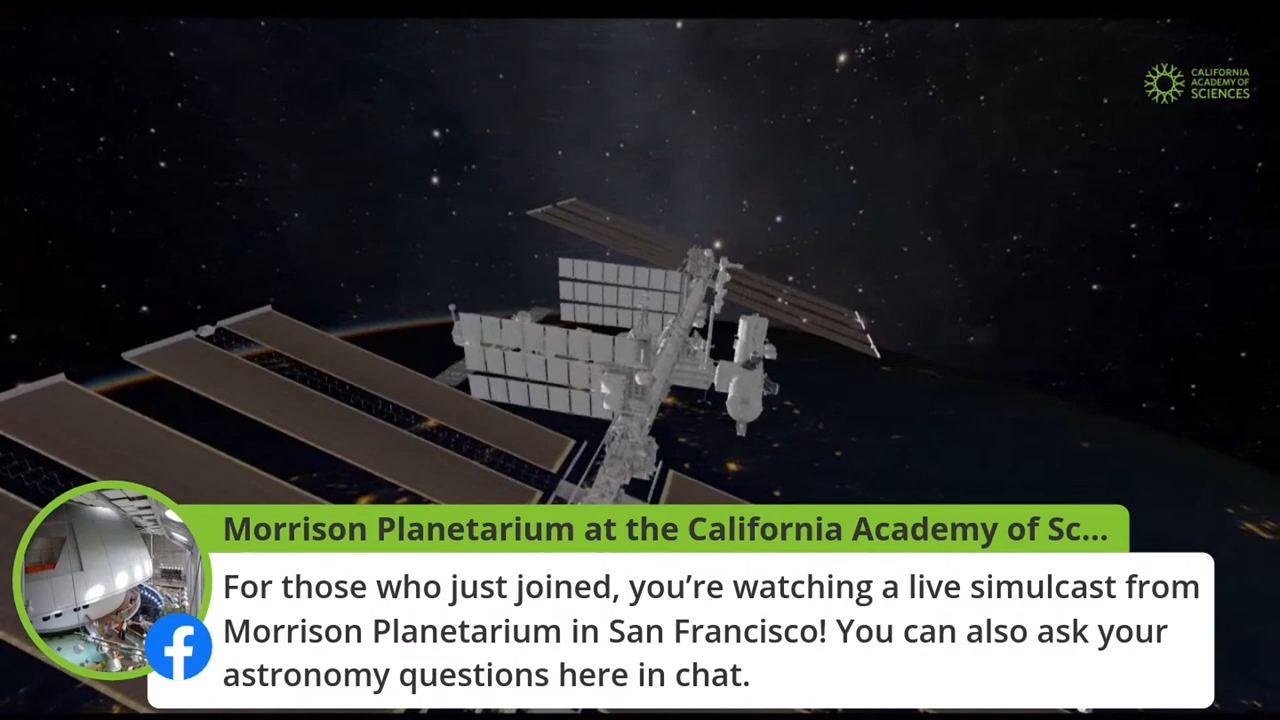 CALIFORNIA
ACADEMY OF
SCIENCES
Morrison Planetarium at the California Academy of Sc...
For those who just joined, you’re watching a live simulcast from
Morrison Planetarium in San Francisco! You can also ask your
astronomy questions here in chat.